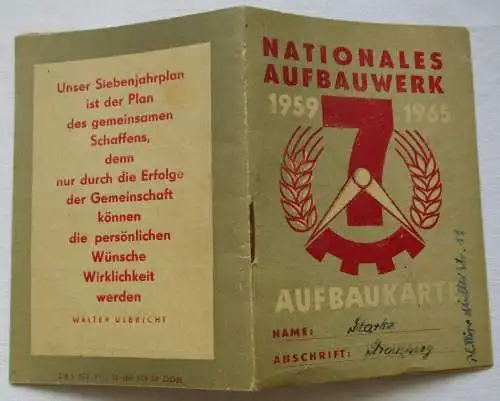 Unser Siebenjahrplan
ist der Plan
des gemeinsamen
Schaffens,
denn
nur durch die Erfolge
der Gemeinschaft
können
die persönlichen
Wünsche
Wirklichkeit
werden
WALTER ULBRICHT
NATIONALES
AUFBAUWERK
1959 1965
7
AUFBAUKARTE
NAME: Starke
ABSCHRIFT: Strausberg